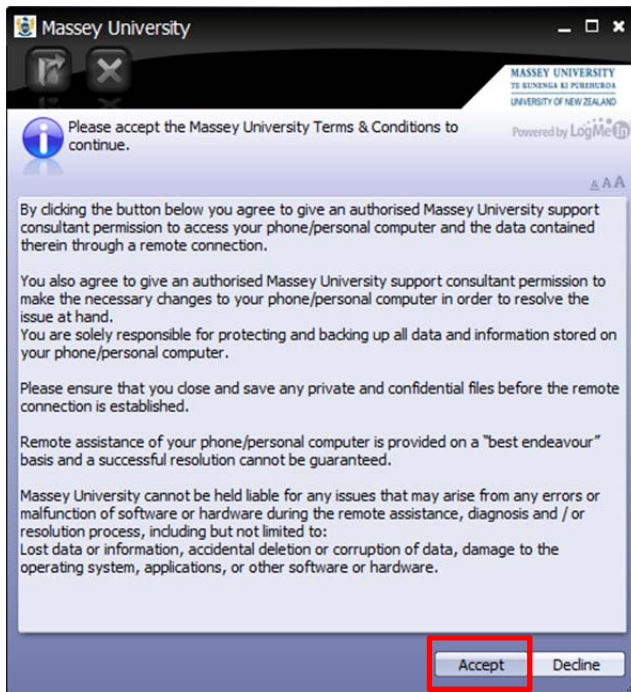 Massey University
MASSEY UNIVERSITY
TE KUNENGA KI PUREHUROA
UNIVERSITY OF NEW ZEALAND
Please accept the Massey University Terms & Conditions to
continue.
Powered by LogMeIn
A A A
By clicking the button below you agree to give an authorised Massey University support
consultant permission to access your phone/personal computer and the data contained
therein through a remote connection.
You also agree to give an authorised Massey University support consultant permission to
make the necessary changes to your phone/personal computer in order to resolve the
issue at hand.
You are solely responsible for protecting and backing up all data and information stored on
your phone/personal computer.
Please ensure that you close and save any private and confidential files before the remote
connection is established.
Remote assistance of your phone/personal computer is provided on a "best endeavour"
basis and a successful resolution cannot be guaranteed.
Massey University cannot be held liable for any issues that may arise from any errors or
malfunction of software or hardware during the remote assistance, diagnosis and / or
resolution process, including but not limited to:
Lost data or information, accidental deletion or corruption of data, damage to the
operating system, applications, or other software or hardware.
Accept
Decline